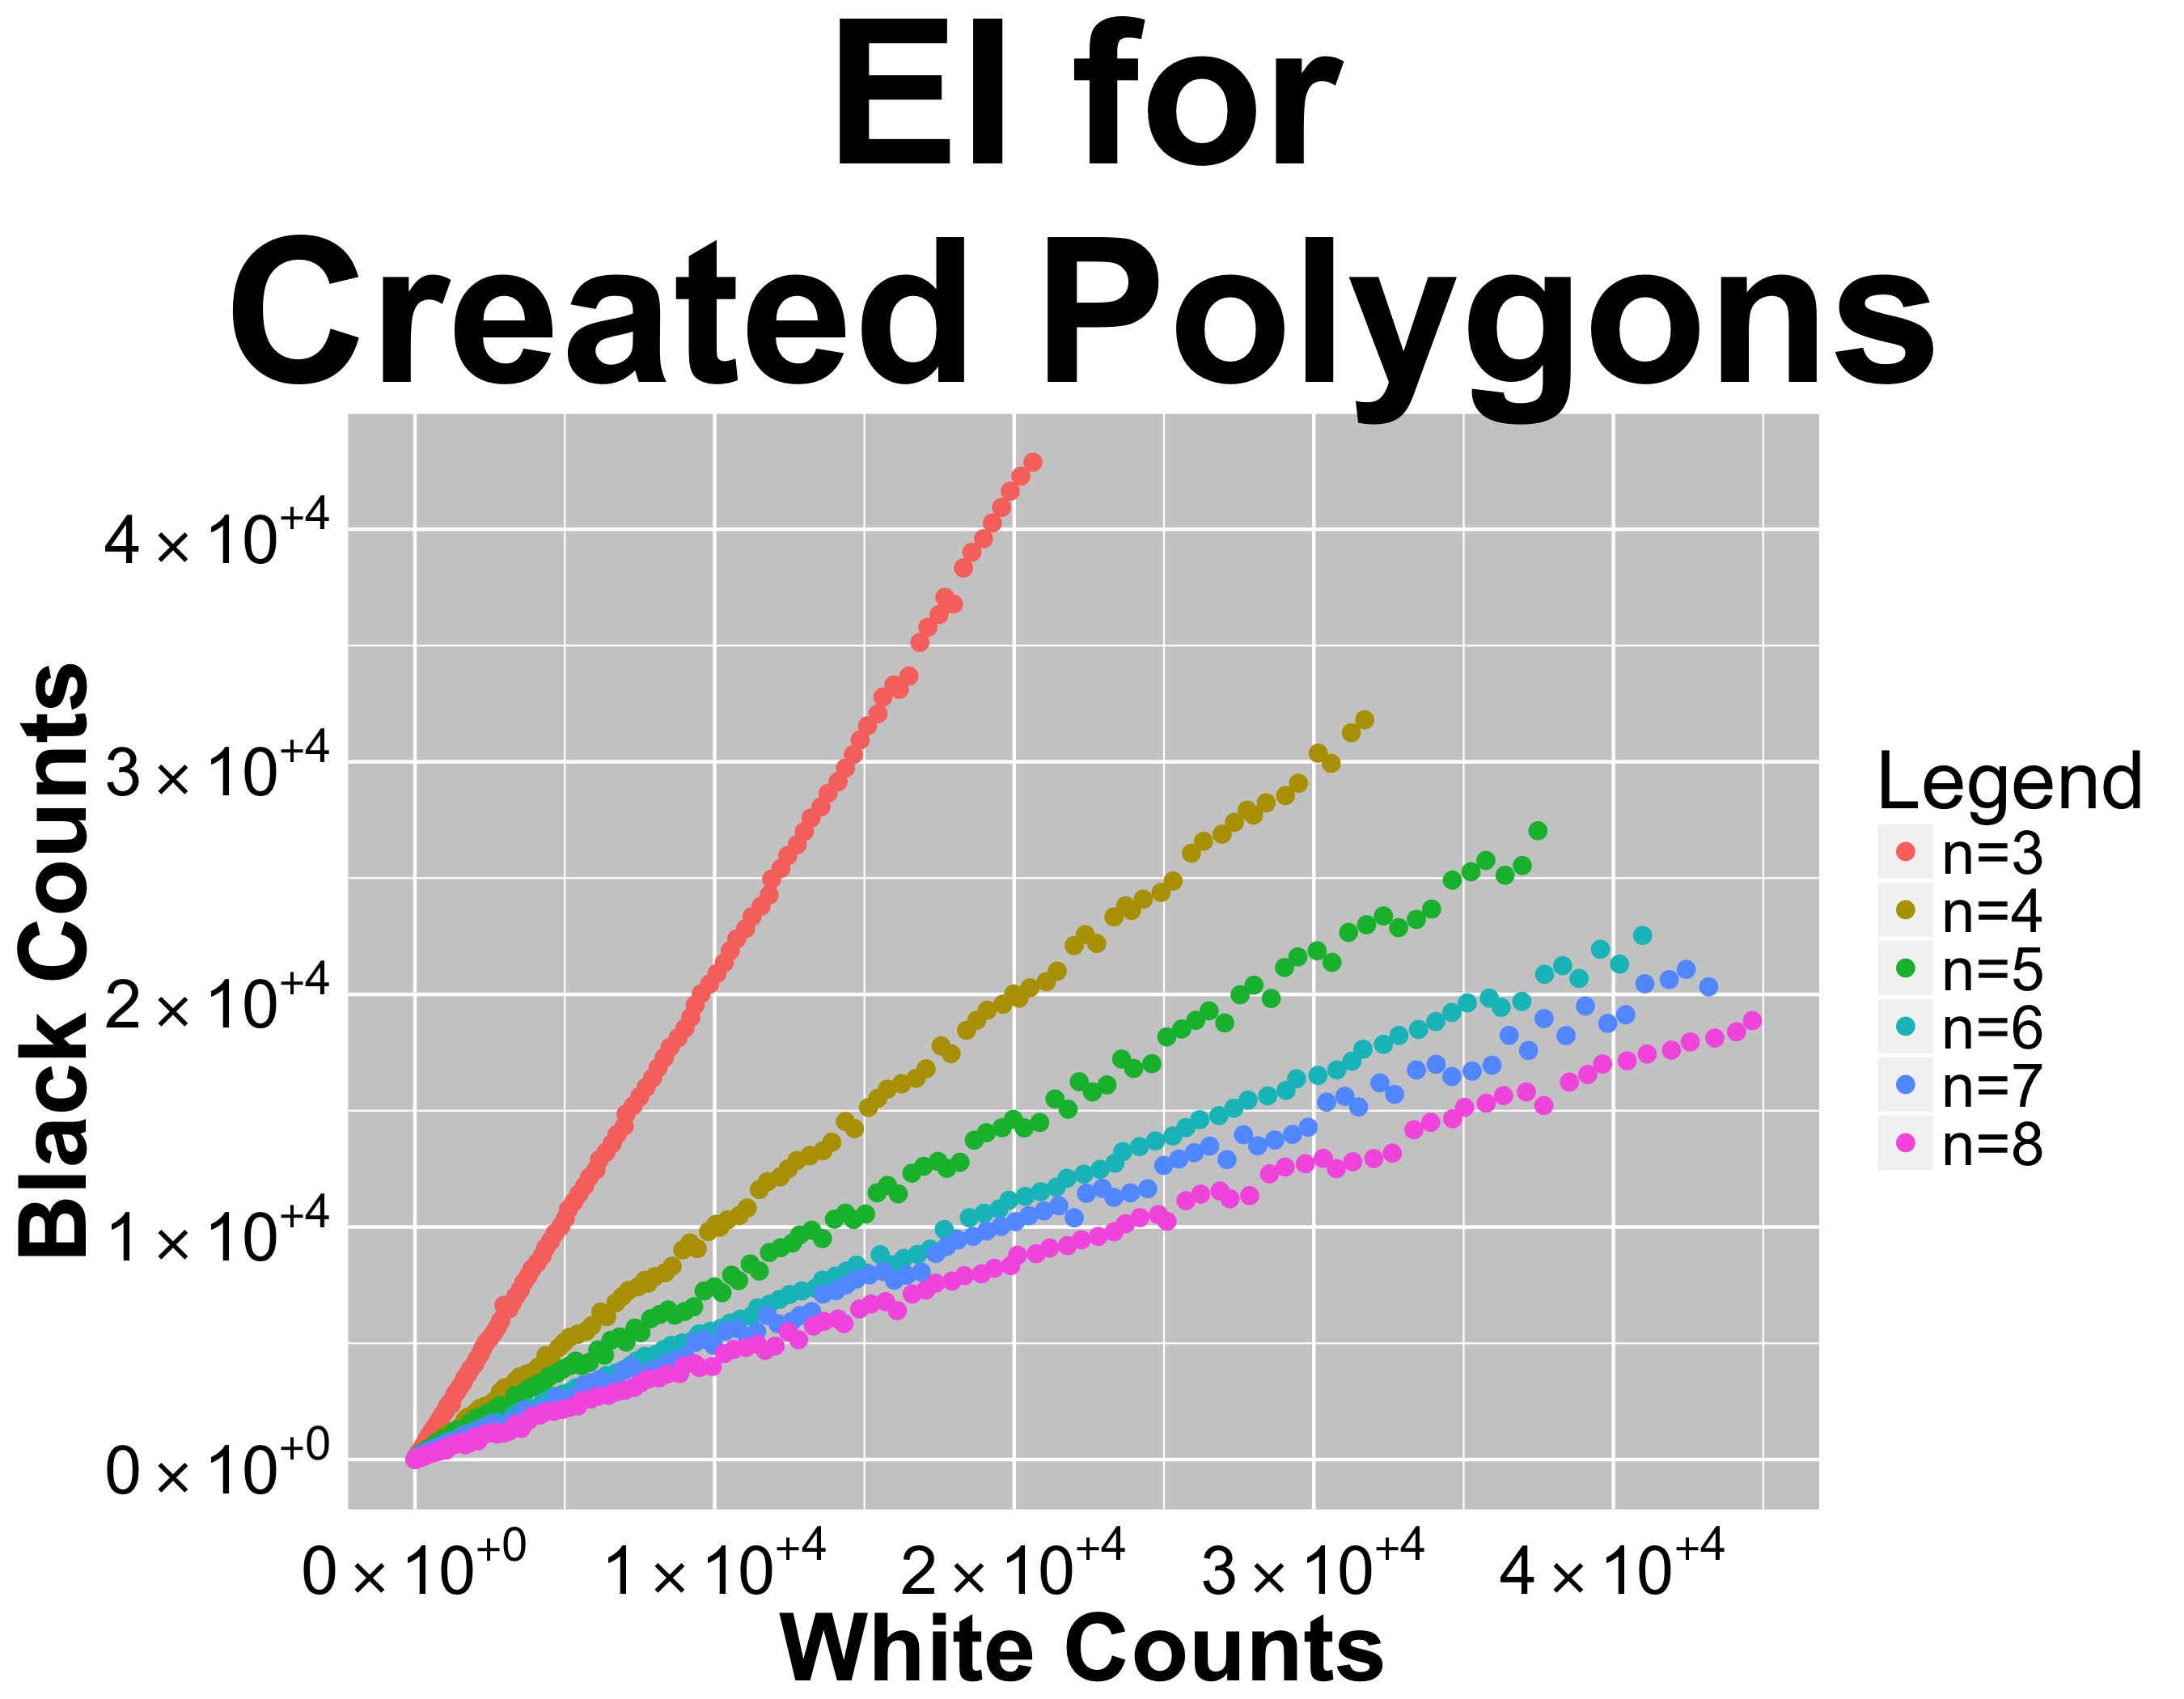 EI for
Created Polygons
Black Counts
4×10⁺⁴
3×10⁺⁴
2×10⁺⁴
1×10⁺⁴
0×10⁺⁰
0×10⁺⁰ 1×10⁺⁴ 2×10⁺⁴ 3×10⁺⁴ 4×10⁺⁴
White Counts
Legend
n=3
n=4
n=5
n=6
n=7
n=8